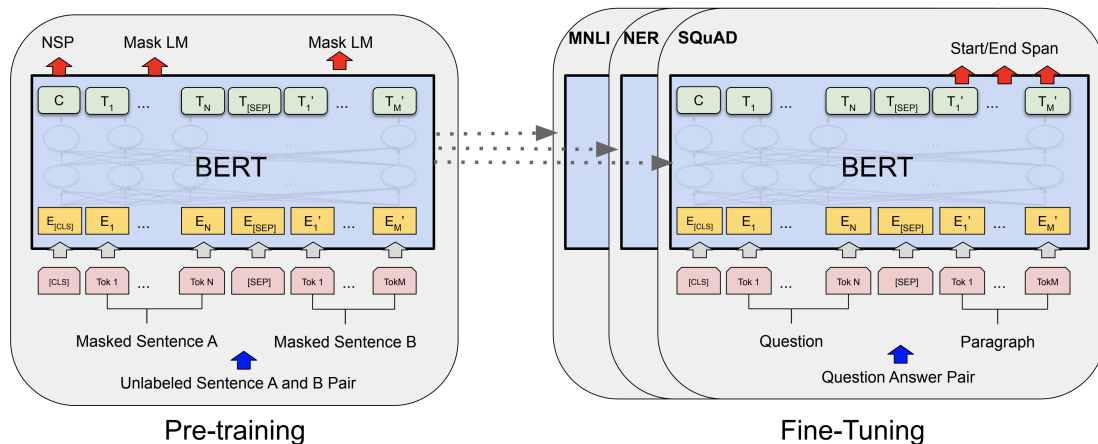 NSP Mask LM Mask LM
C T1 ... TN T[SEP] T1' ... TM'
BERT
E[CLS] E1 ... EN E[SEP] E1' ... EM'
[CLS] Tok 1 ... Tok N [SEP] Tok 1 ... TokM
Masked Sentence A Masked Sentence B
Unlabeled Sentence A and B Pair
Pre-training
MNLI NER SQuAD
Start/End Span
C T1 ... TN T[SEP] T1' ... TM'
BERT
E[CLS] E1 ... EN E[SEP] E1' ... EM'
[CLS] Tok 1 ... Tok N [SEP] Tok 1 ... TokM
Question Paragraph
Question Answer Pair
Fine-Tuning